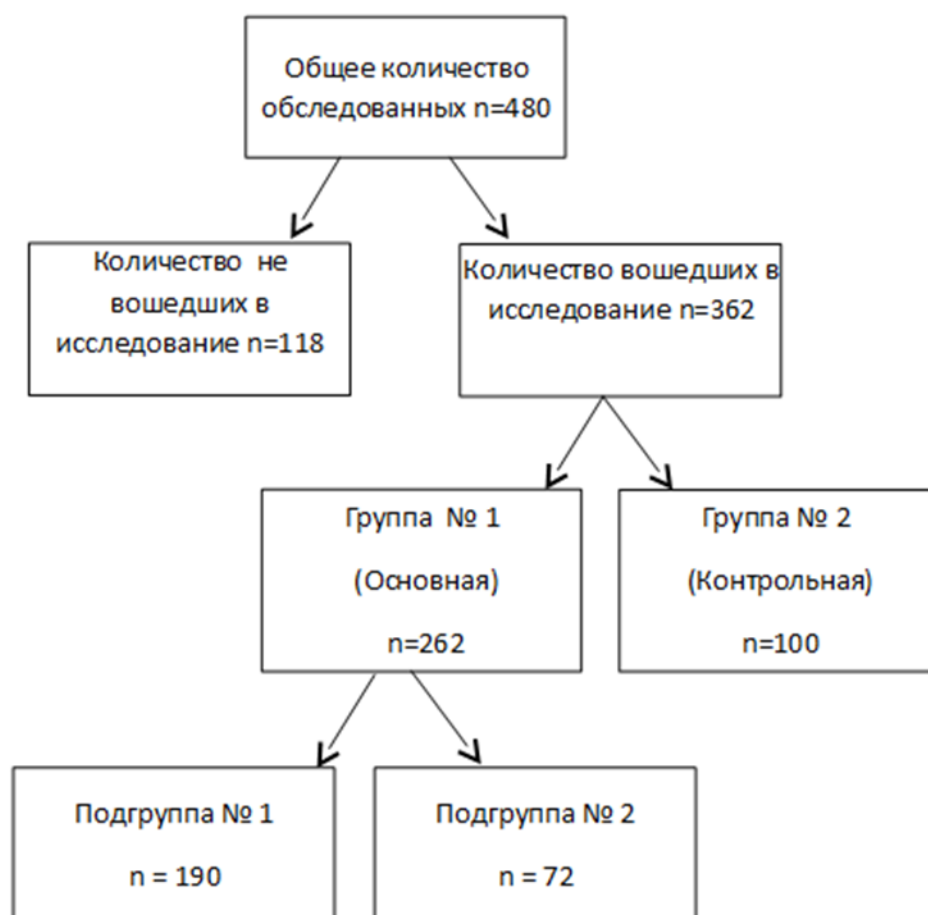 Общее количество
обследованных n=480
Количество не
вошедших в
исследование n=118
Количество вошедших в
исследование n=362
Группа № 1
(Основная)
n=262
Группа № 2
(Контрольная)
n=100
Подгруппа № 1
n = 190
Подгруппа № 2
n = 72